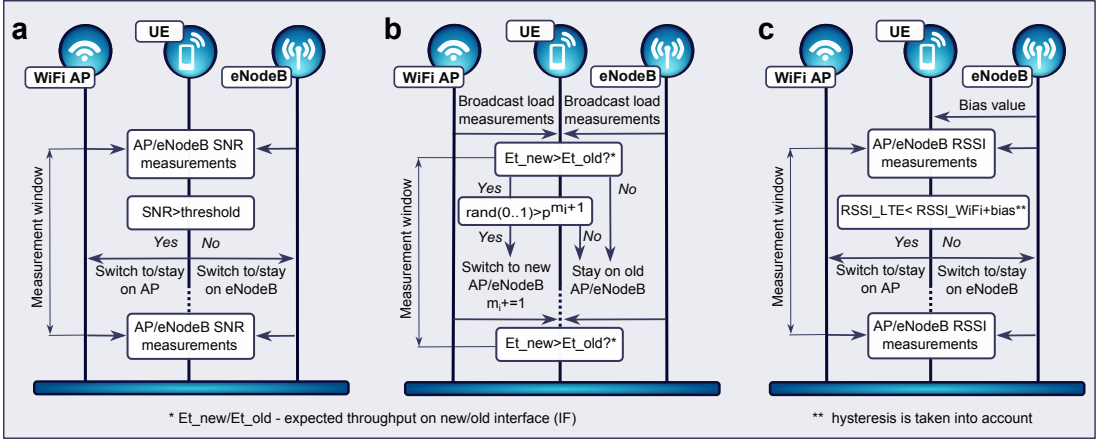 a
UE
WiFi AP
eNodeB
AP/eNodeB SNR
measurements
Measurement window
SNR>threshold
Yes
No
Switch to/stay
on AP
Switch to/stay
on eNodeB
AP/eNodeB SNR
measurements
b
UE
WiFi AP
eNodeB
Broadcast load
measurements
Broadcast load
measurements
Et_new>Et_old?*
Measurement window
Yes
No
rand(0..1)>p^mᵢ+1
Yes
No
Switch to new
AP/eNodeB
mᵢ+=1
Stay on old
AP/eNodeB
Et_new>Et_old?*
c
UE
WiFi AP
eNodeB
Bias value
AP/eNodeB RSSI
measurements
Measurement window
RSSI_LTE< RSSI_WiFi+bias**
Yes
No
Switch to/stay
on AP
Switch to/stay
on eNodeB
AP/eNodeB RSSI
measurements
* Et_new/Et_old - expected throughput on new/old interface (IF)
** hysteresis is taken into account